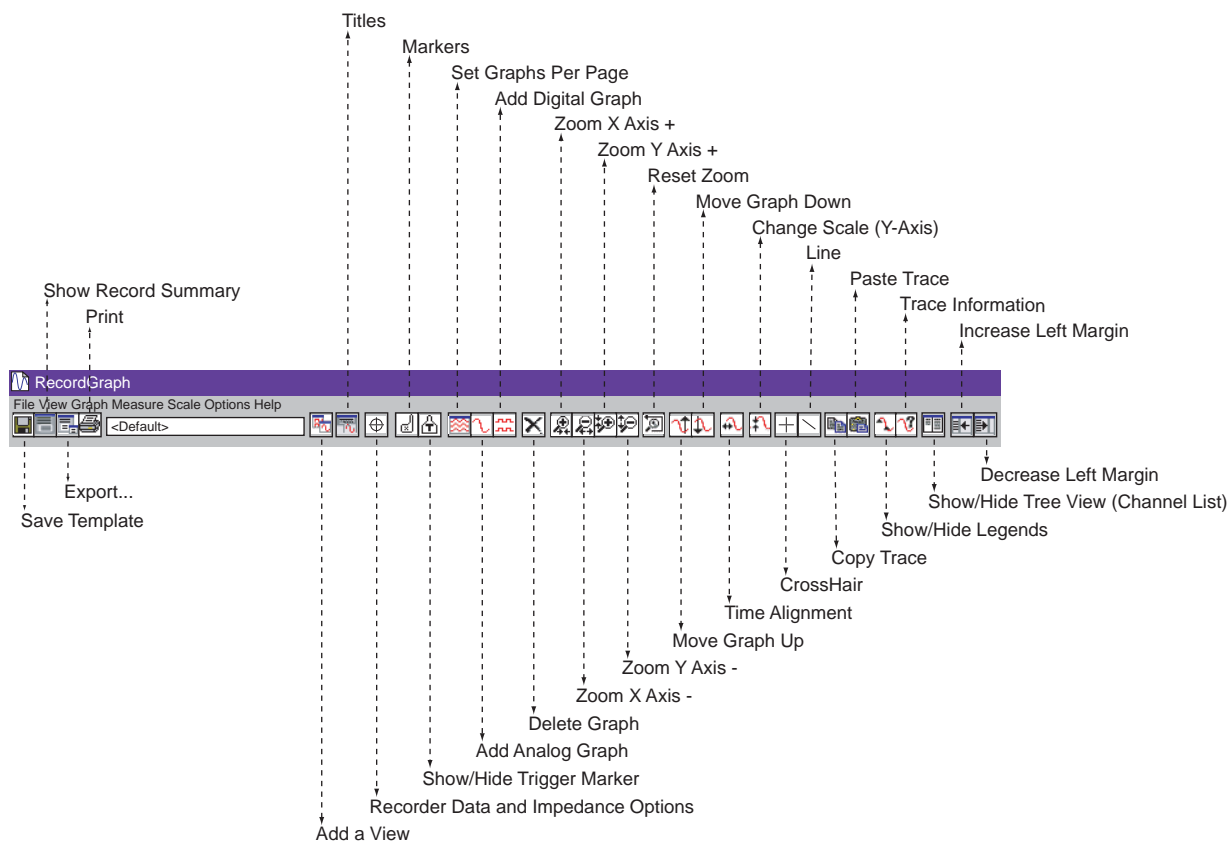 Titles
Markers
Set Graphs Per Page
Add Digital Graph
Zoom X Axis +
Zoom Y Axis +
Reset Zoom
Move Graph Down
Change Scale (Y-Axis)
Line
Paste Trace
Show Record Summary
Trace Information
Print
Increase Left Margin
RecordGraph
File View Graph Measure Scale Options Help
<Default>
Decrease Left Margin
Export...
Show/Hide Tree View (Channel List)
Save Template
Show/Hide Legends
Copy Trace
CrossHair
Time Alignment
Move Graph Up
Zoom Y Axis -
Zoom X Axis -
Delete Graph
Add Analog Graph
Show/Hide Trigger Marker
Recorder Data and Impedance Options
Add a View